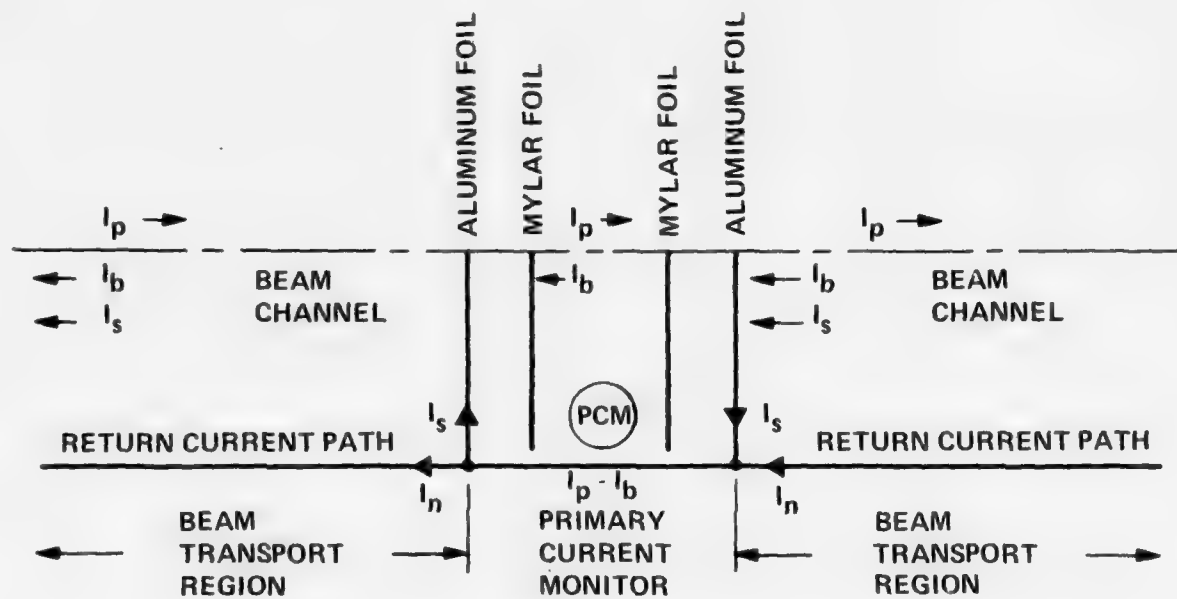 ALUMINUM FOIL
MYLAR FOIL
MYLAR FOIL
ALUMINUM FOIL
Ip
Ip
Ip
Ib
BEAM
CHANNEL
Is
Ib
Ib
BEAM
CHANNEL
Is
Is
PCM
Is
RETURN CURRENT PATH
RETURN CURRENT PATH
In
Ip - Ib
In
BEAM
TRANSPORT
REGION
PRIMARY
CURRENT
MONITOR
BEAM
TRANSPORT
REGION